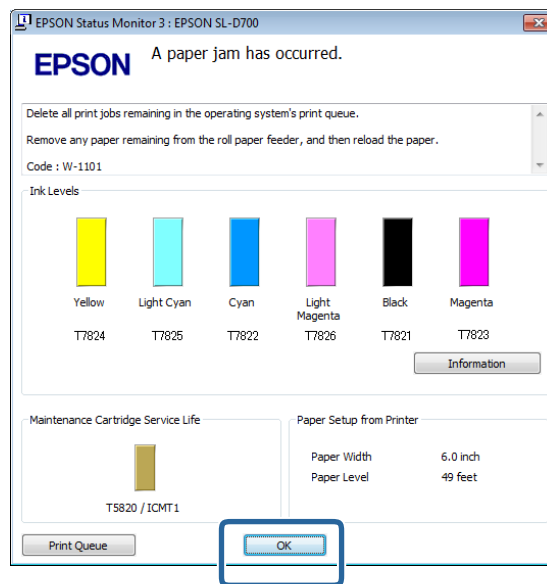 EPSON Status Monitor 3 : EPSON SL-D700
EPSON
A paper jam has occurred.
Delete all print jobs remaining in the operating system's print queue.
Remove any paper remaining from the roll paper feeder, and then reload the paper.
Code : W-1101
Ink Levels
Yellow Light Cyan Cyan Light Magenta Black Magenta
T7824 T7825 T7822 T7826 T7821 T7823
Information
Maintenance Cartridge Service Life
T5820 / ICMT1
Paper Setup from Printer
Paper Width 6.0 inch
Paper Level 49 feet
Print Queue
OK